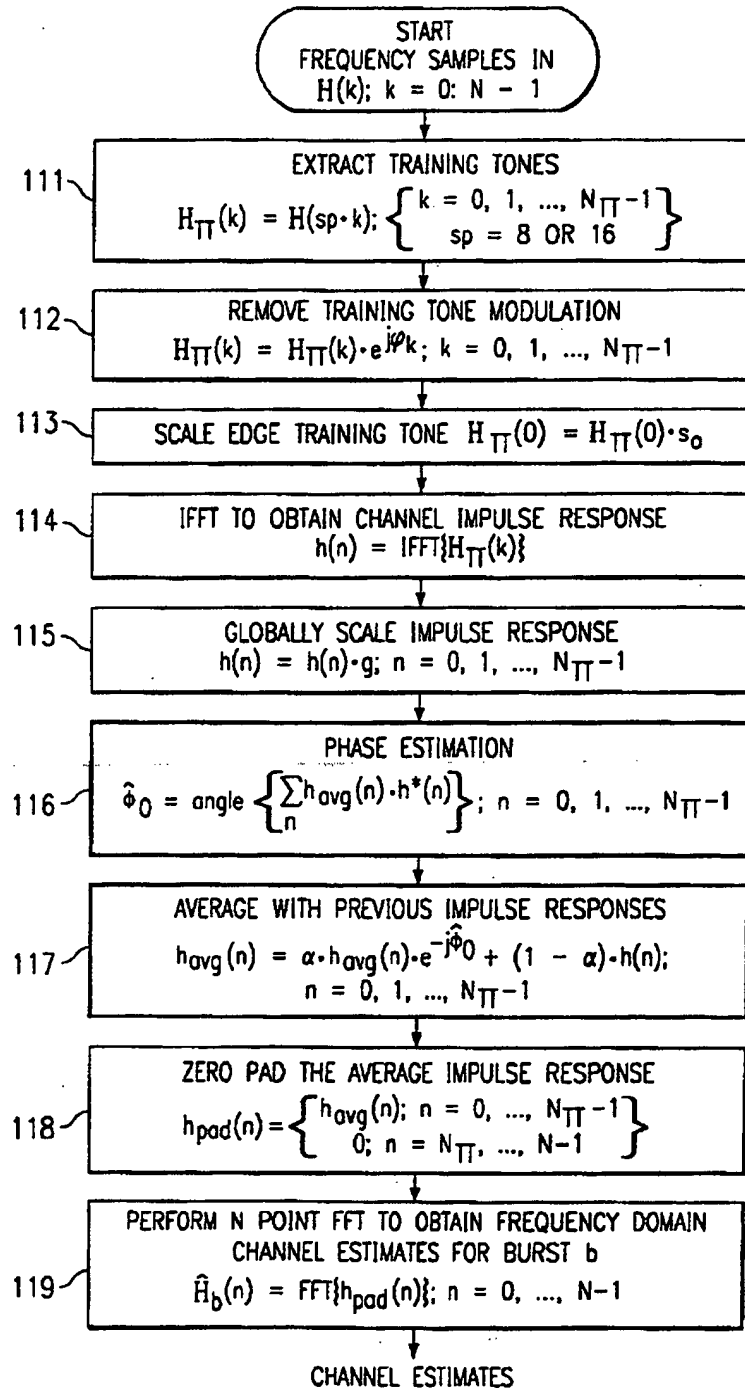 START
FREQUENCY SAMPLES IN
H(k); k = 0: N - 1
111
EXTRACT TRAINING TONES
H_TT(k) = H(sp·k); {k = 0, 1, ..., N_TT-1
sp = 8 OR 16}
112
REMOVE TRAINING TONE MODULATION
H_TT(k) = H_TT(k)·e^jφk; k = 0, 1, ..., N_TT-1
113
SCALE EDGE TRAINING TONE H_TT(0) = H_TT(0)·s_o
114
IFFT TO OBTAIN CHANNEL IMPULSE RESPONSE
h(n) = IFFT{H_TT(k)}
115
GLOBALLY SCALE IMPULSE RESPONSE
h(n) = h(n)·g; n = 0, 1, ..., N_TT-1
116
PHASE ESTIMATION
ɸ̂_0 = angle {∑_n h_avg(n)·h*(n)}; n = 0, 1, ..., N_TT-1
117
AVERAGE WITH PREVIOUS IMPULSE RESPONSES
h_avg(n) = α·h_avg(n)·e^-jɸ̂0 + (1 - α)·h(n);
n = 0, 1, ..., N_TT-1
118
ZERO PAD THE AVERAGE IMPULSE RESPONSE
h_pad(n) = {h_avg(n); n = 0, ..., N_TT-1
0; n = N_TT, ..., N-1}
119
PERFORM N POINT FFT TO OBTAIN FREQUENCY DOMAIN
CHANNEL ESTIMATES FOR BURST b
Ĥ_b(n) = FFT{h_pad(n)}; n = 0, ..., N-1
CHANNEL ESTIMATES